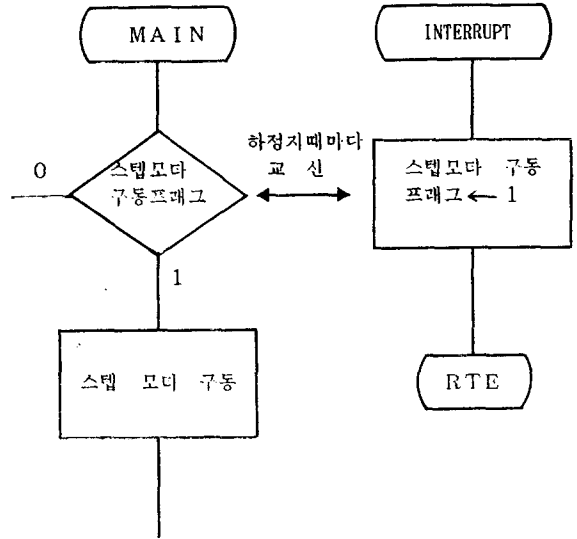 MAIN
INTERRUPT
하정지때마다
교 신
0
스텝모다
구동프래그
스텝모다 구동
프래그 ← 1
1
스텝 모터 구동
RTE